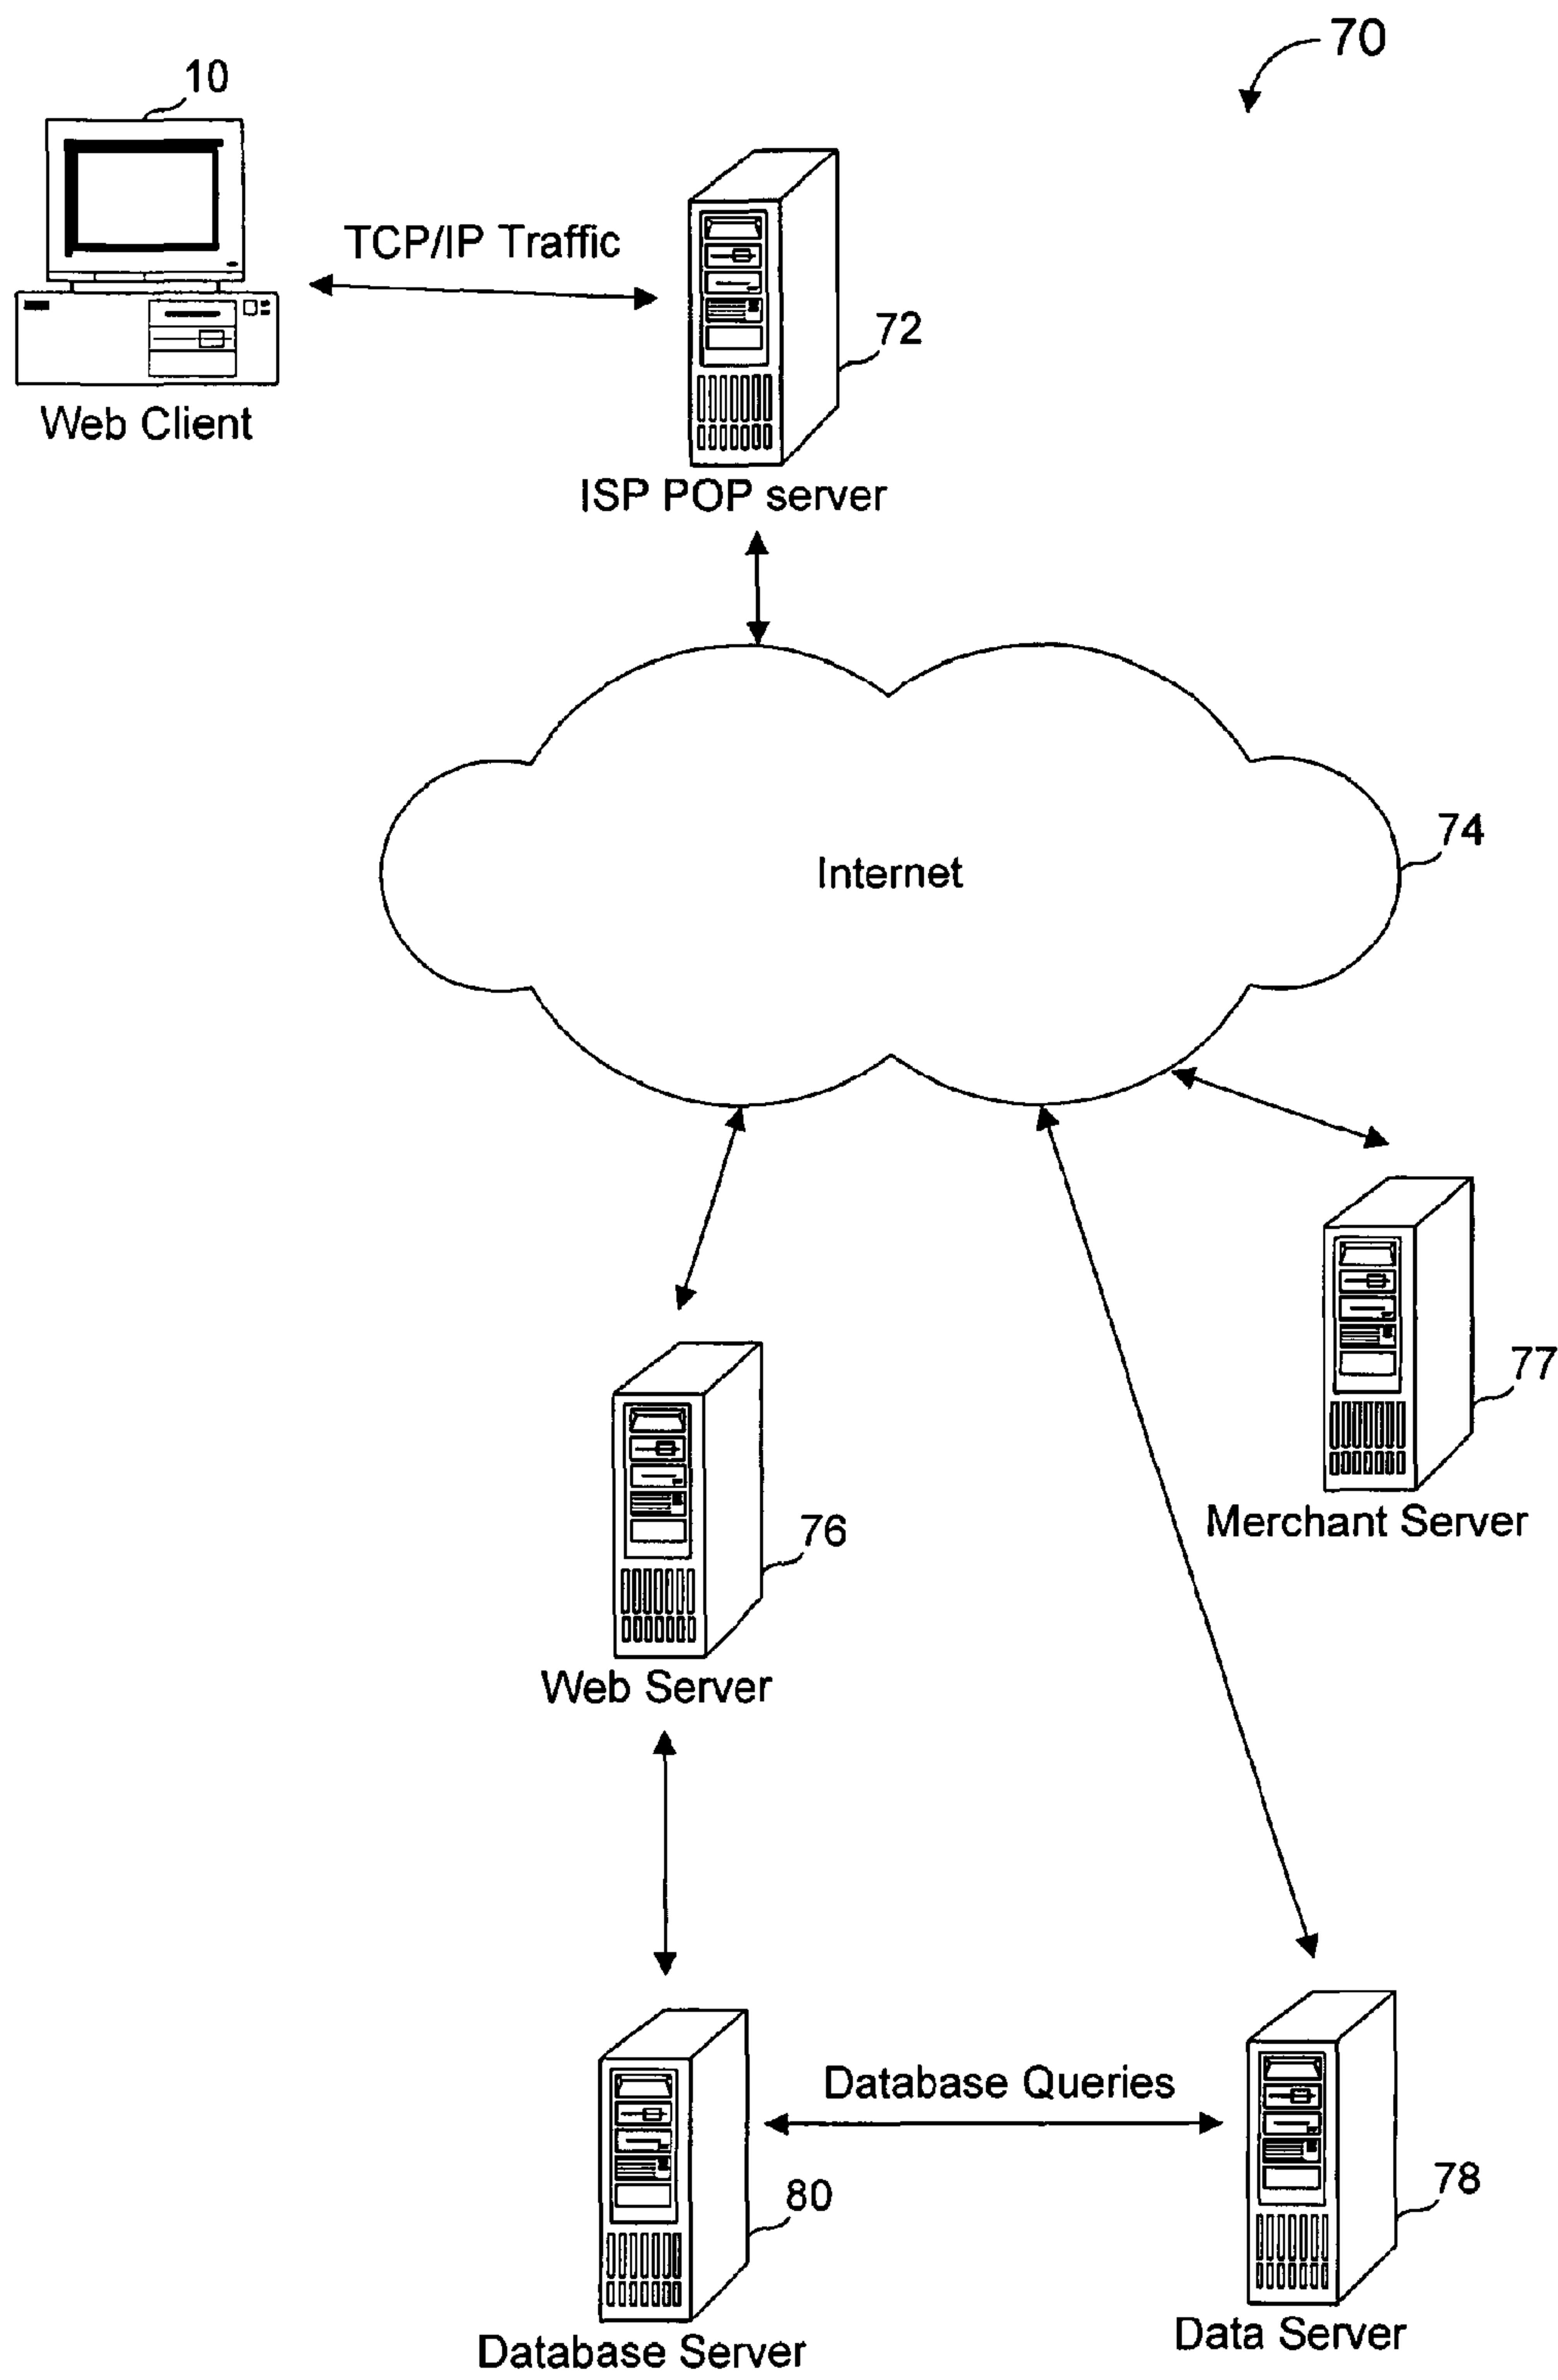 70
10
TCP/IP Traffic
72
Web Client
ISP POP server
74
Internet
77
Merchant Server
76
Web Server
Database Queries
78
80
Data Server
Database Server